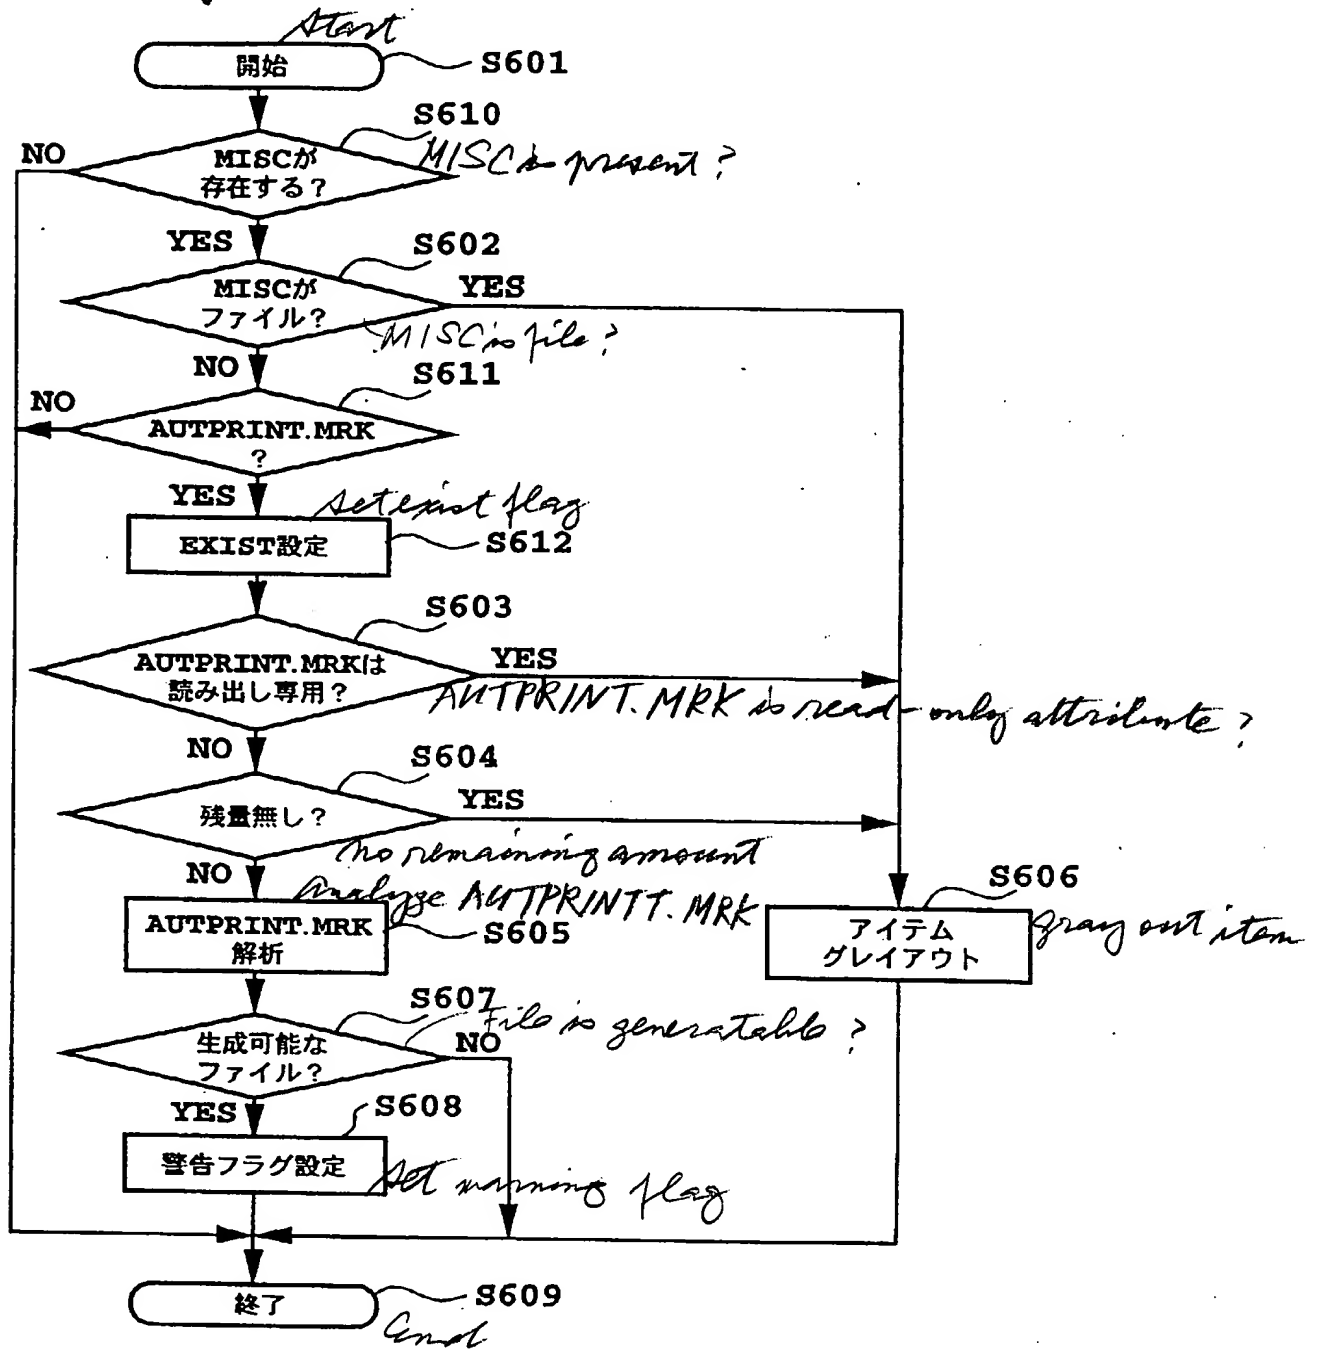 Start
開始
S601
S610
NO
MISCが
存在する?
MISC is present?
YES
S602
MISCが
ファイル?
YES
MISC is file?
NO
S611
NO
AUTPRINT.MRK
?
YES
Set exist flag
EXIST設定
S612
S603
AUTPRINT.MRKは
読み出し専用?
YES
AUTPRINT.MRK is read-only attribute?
NO
S604
残量無し?
YES
no remaining amount
NO
Analyze AUTPRINTT.MRK
AUTPRINT.MRK
解析
S605
S606
アイテム
グレイアウト
gray out item
S607
File is generatable?
生成可能な
ファイル?
NO
YES
S608
警告フラグ設定
Set warning flag
終了
S609
End